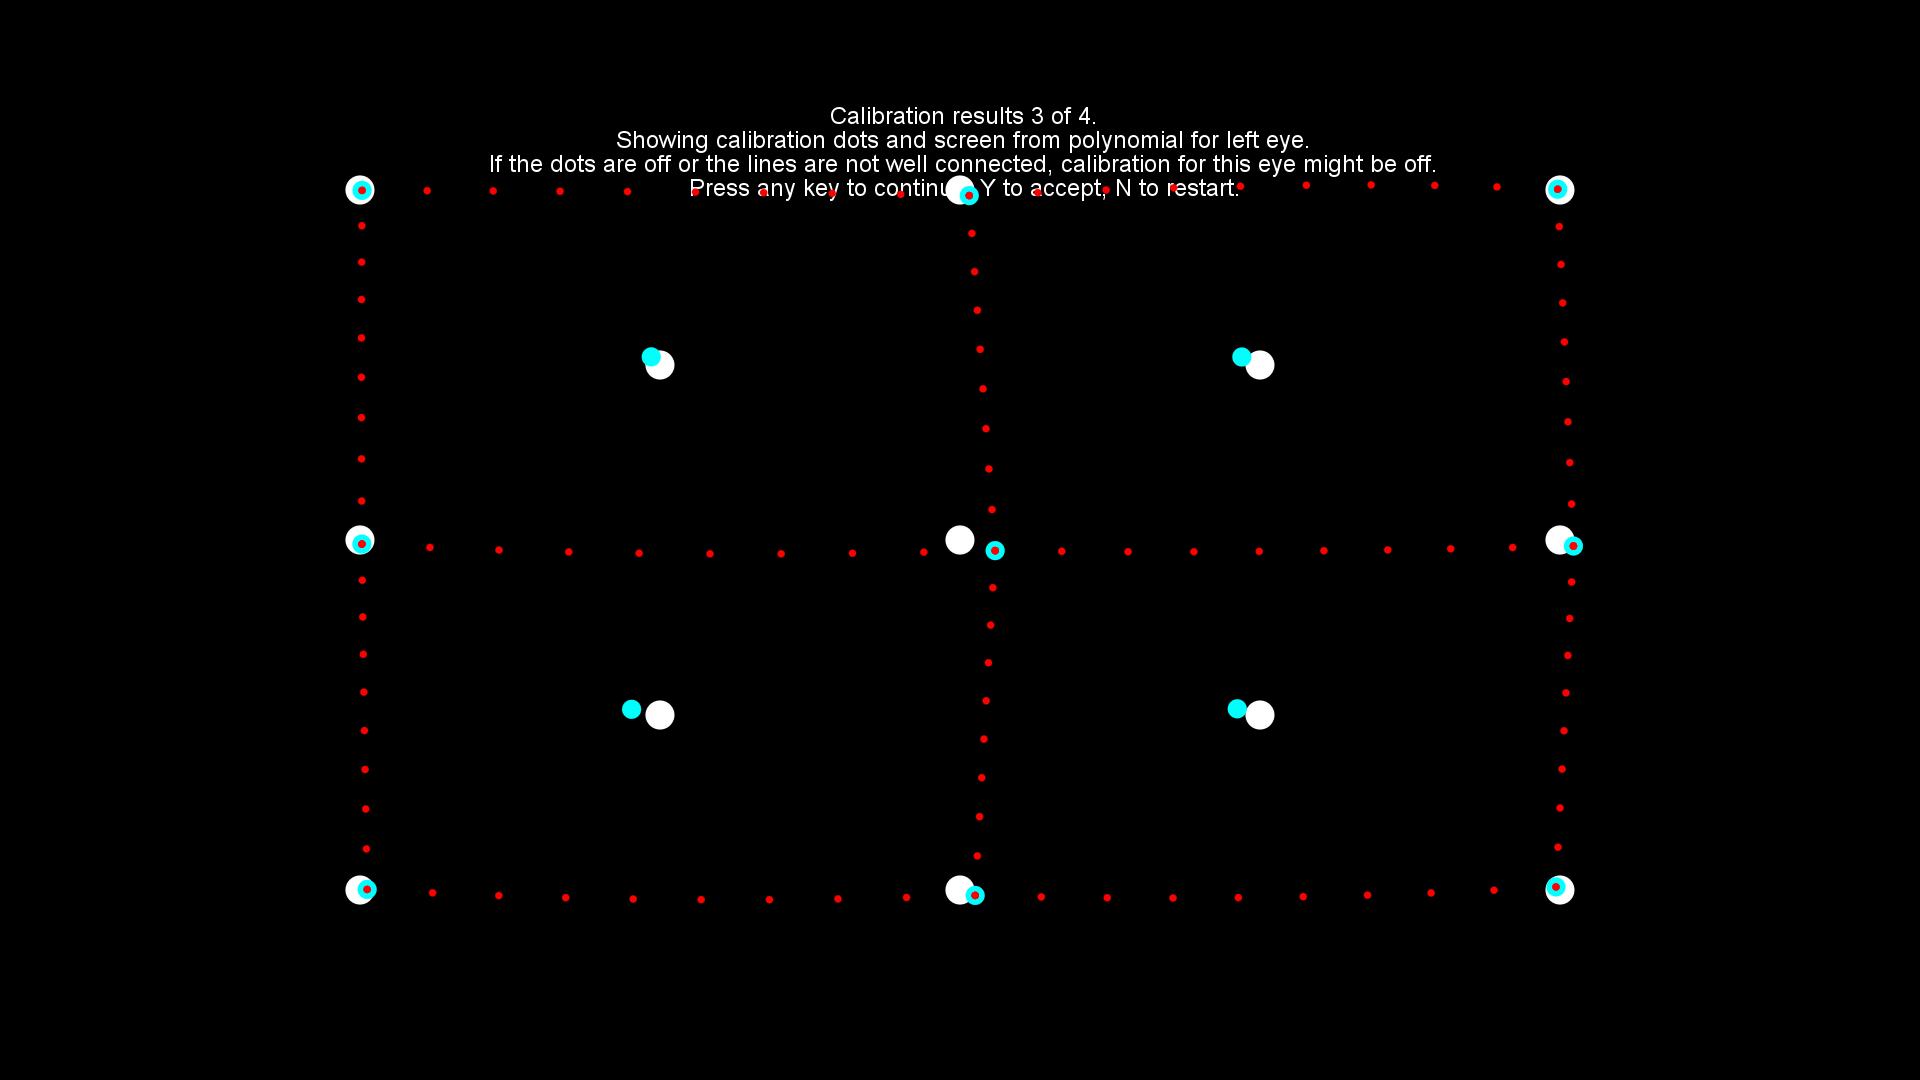 Calibration results 3 of 4.
Showing calibration dots and screen from polynomial for left eye.
If the dots are off or the lines are not well connected, calibration for this eye might be off.
Press any key to continue, Y to accept, N to restart.